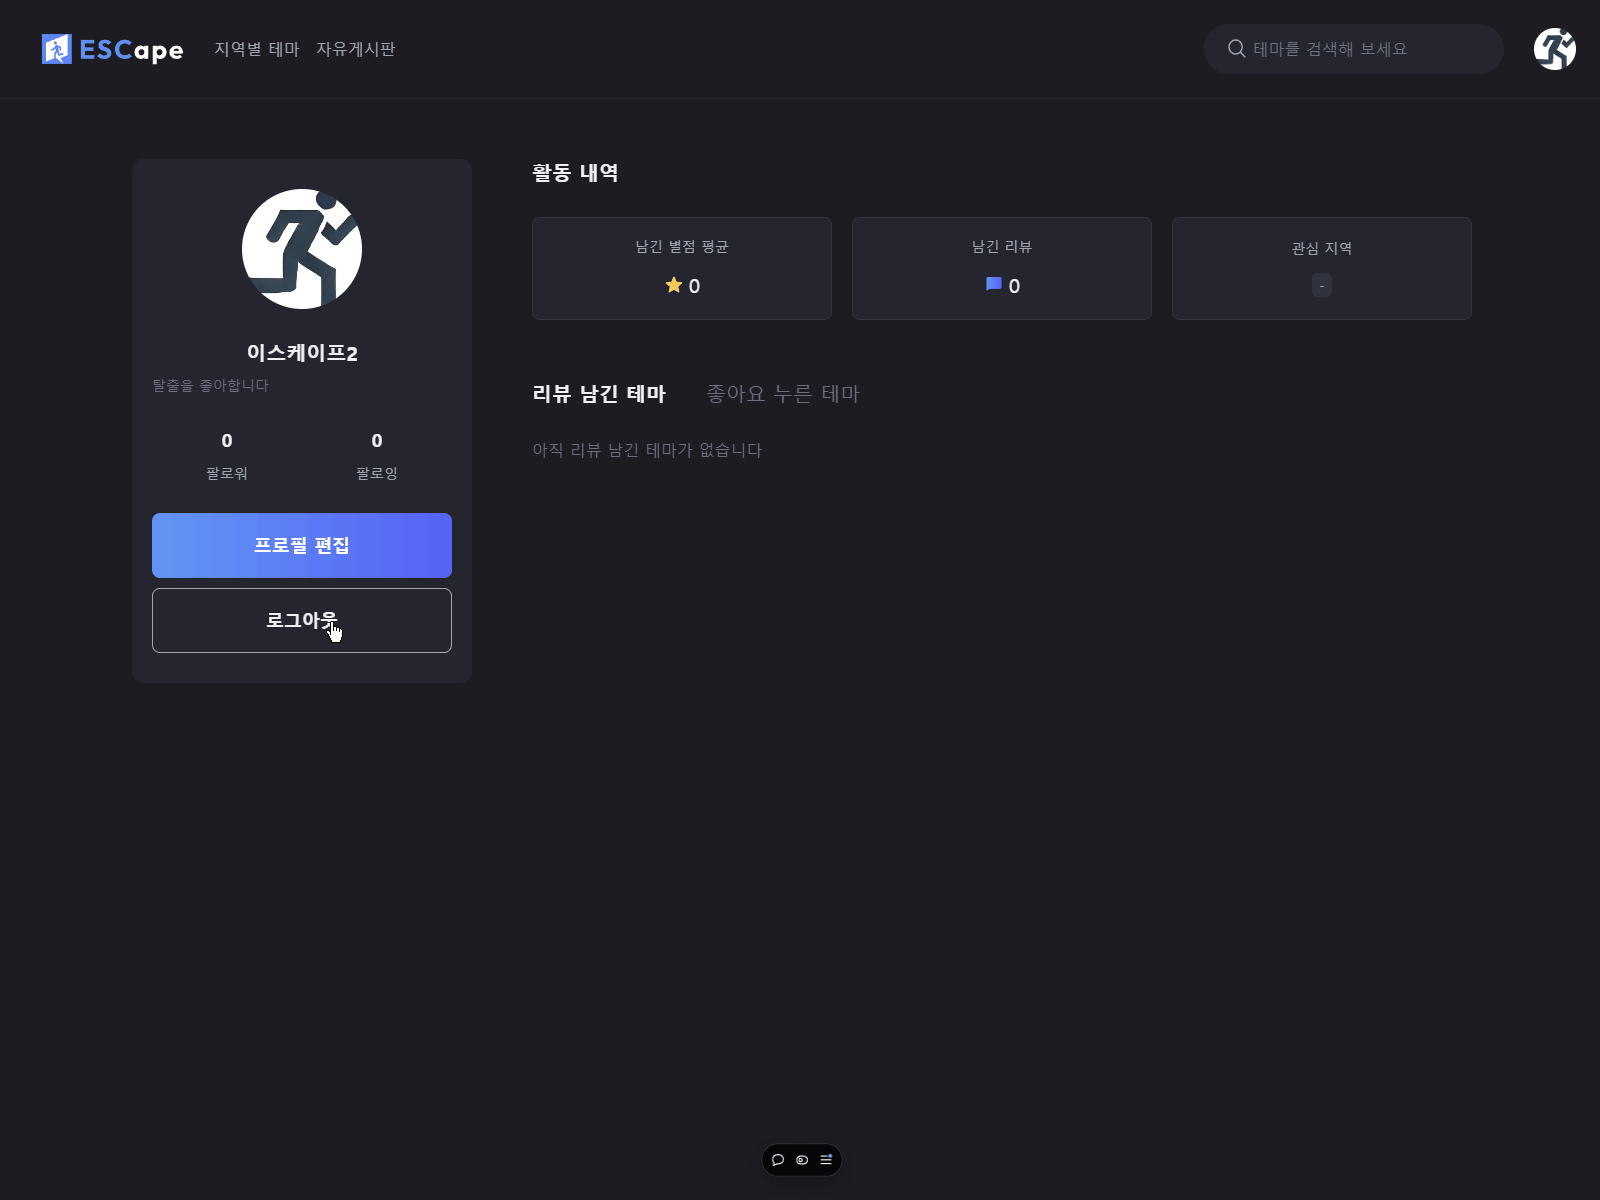 ESCape 지역별 테마 자유게시판 테마를 검색해 보세요
이스케이프2
탈출을 좋아합니다
0 0
팔로워 팔로잉
프로필 편집
로그아웃
활동 내역
남긴 별점 평균
0
남긴 리뷰
0
관심 지역
-
리뷰 남긴 테마 좋아요 누른 테마
아직 리뷰 남긴 테마가 없습니다